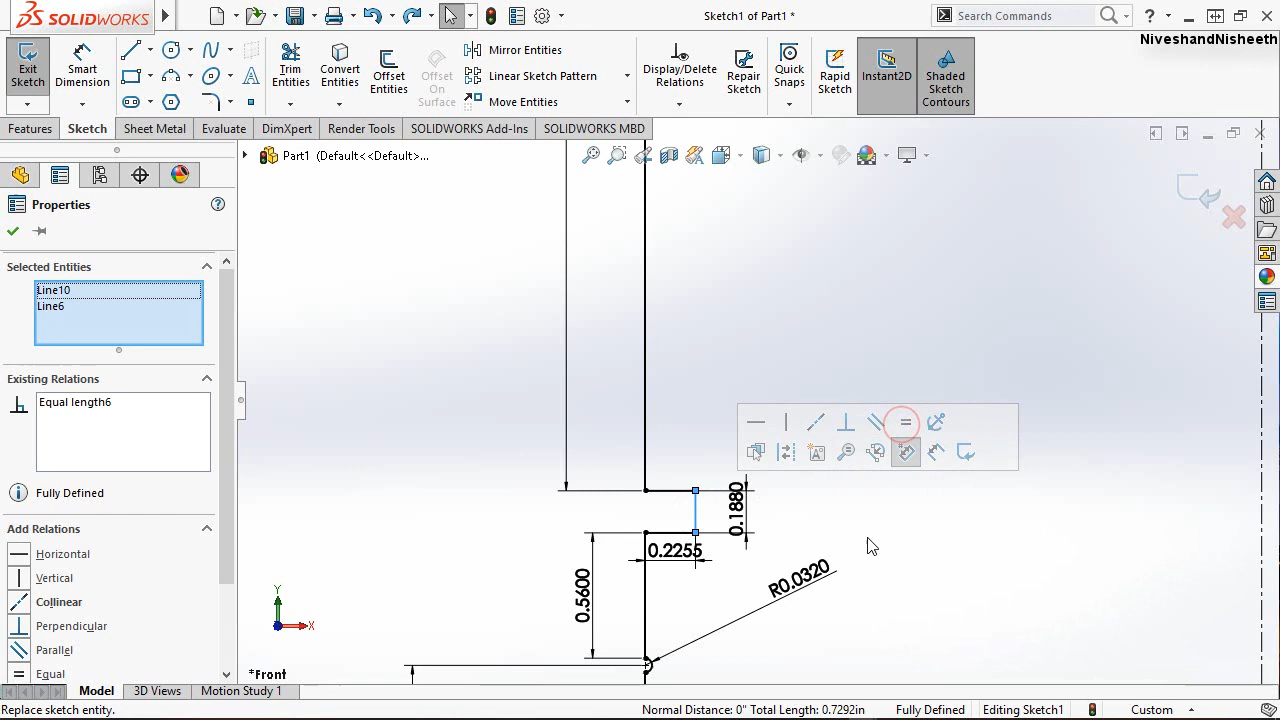 SOLIDWORKS
Sketch1 of Part1 *
Search Commands
NiveshandNisheeth
Exit Sketch
Smart Dimension
Trim Entities
Convert Entities
Offset Entities
Offset On Surface
Mirror Entities
Linear Sketch Pattern
Move Entities
Display/Delete Relations
Repair Sketch
Quick Snaps
Rapid Sketch
Instant2D
Shaded Sketch Contours
Features
Sketch
Sheet Metal
Evaluate
DimXpert
Render Tools
SOLIDWORKS Add-Ins
SOLIDWORKS MBD
Part1 (Default<<Default>...
Properties
Selected Entities
Line10
Line6
Existing Relations
Equal length6
Fully Defined
Add Relations
Horizontal
Vertical
Collinear
Perpendicular
Parallel
Equal
0.1880
0.2255
0.5600
R0.0320
Y
X
*Front
Model
3D Views
Motion Study 1
Replace sketch entity.
Normal Distance: 0" Total Length: 0.7292in
Fully Defined
Editing Sketch1
Custom